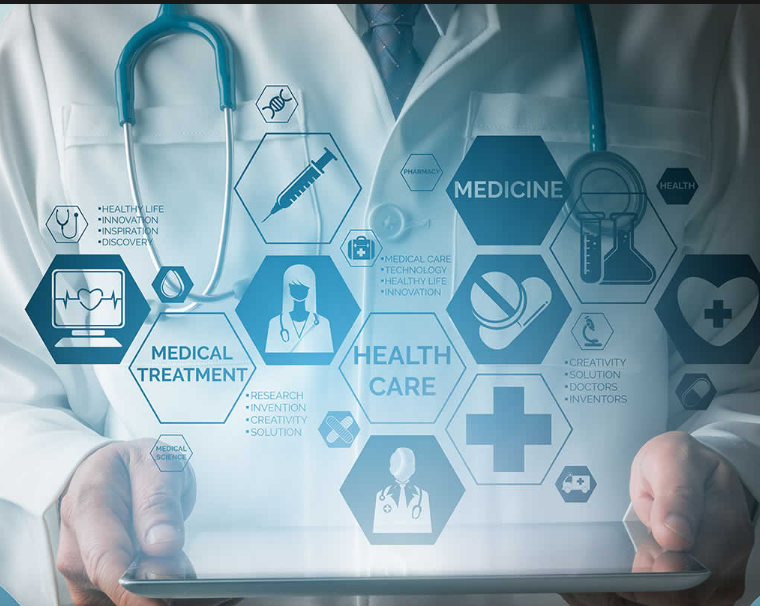 PHARMACY
MEDICINE
HEALTH
•HEALTHY LIFE
•INNOVATION
•INSPIRATION
•DISCOVERY
•MEDICAL CARE
•TECHNOLOGY
•HEALTHY LIFE
•INNOVATION
MEDICAL
TREATMENT
HEALTH
CARE
•CREATIVITY
•SOLUTION
•DOCTORS
•INVENTORS
•RESEARCH
•INVENTION
•CREATIVITY
•SOLUTION
MEDICAL
SCIENCE